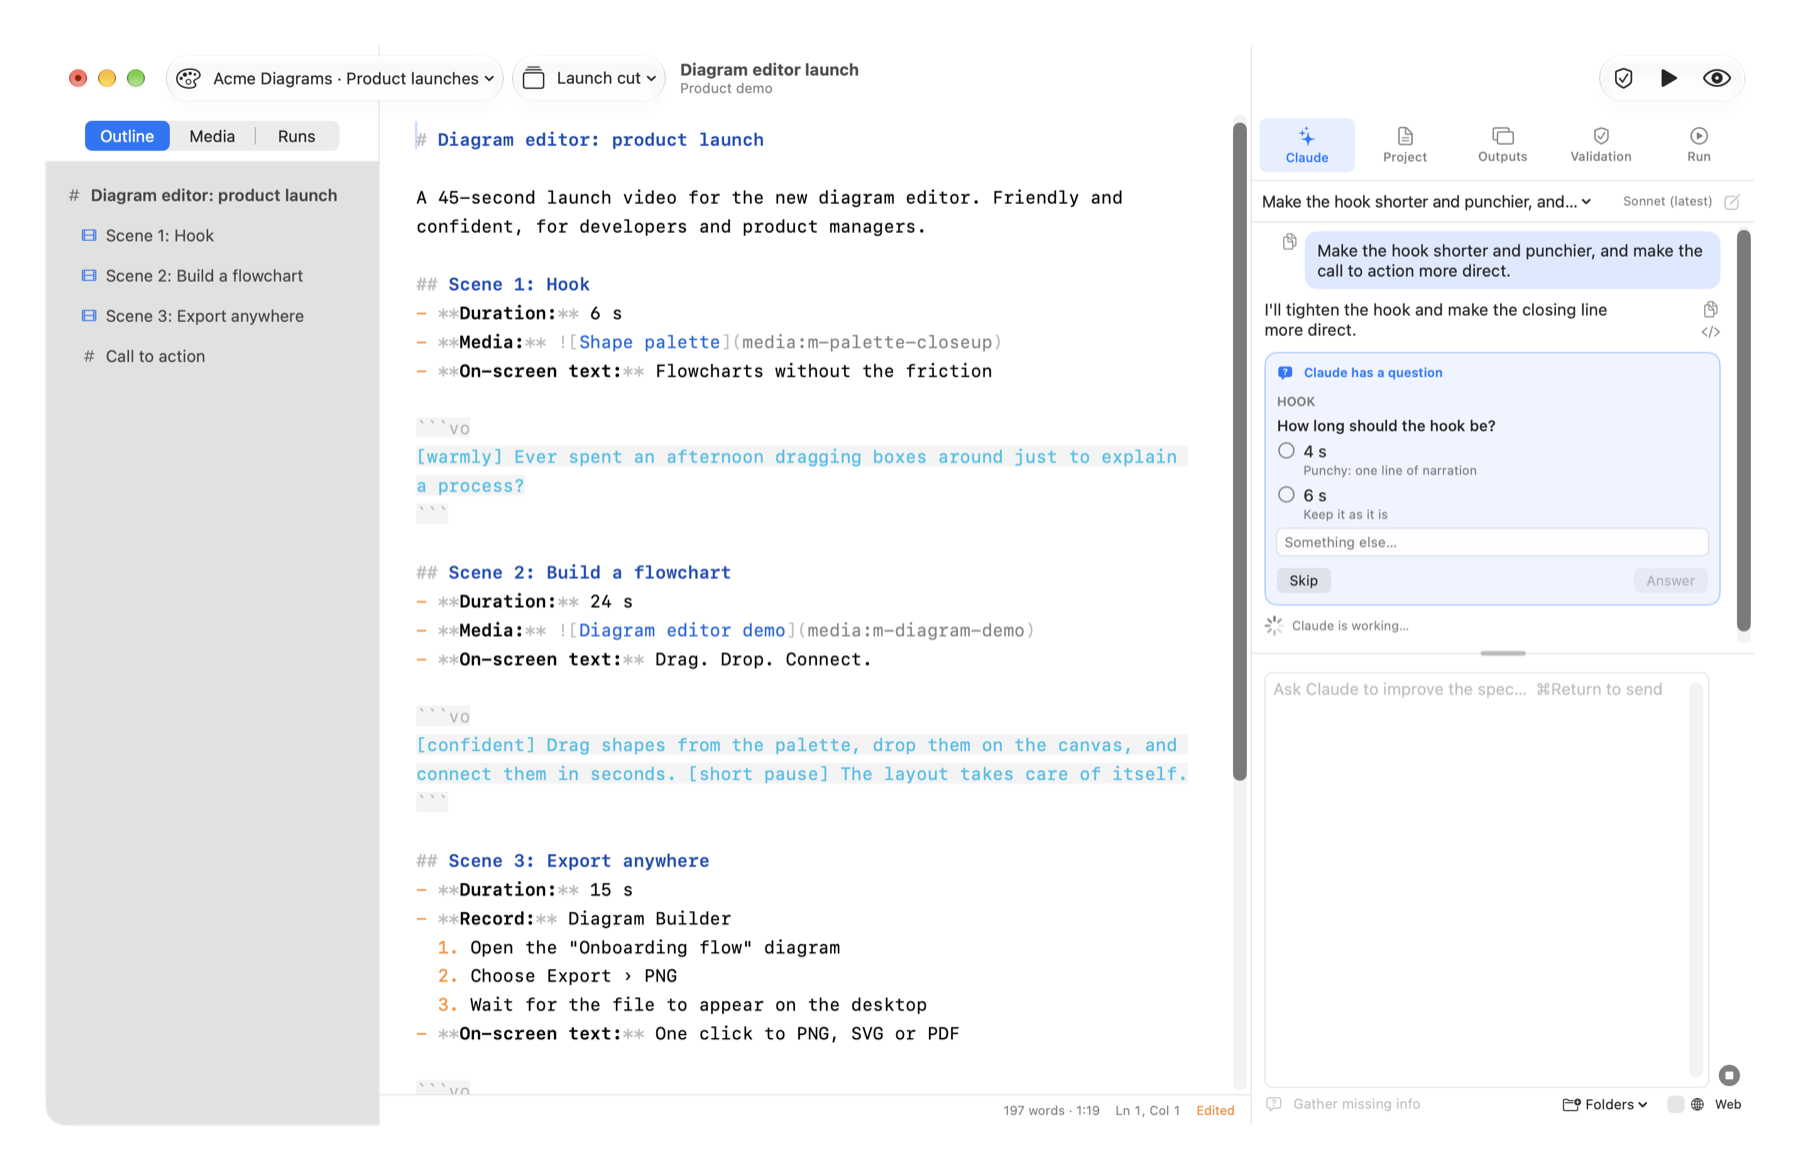 Acme Diagrams · Product launches
Launch cut
Diagram editor launch
Product demo
Outline
Media
Runs
# Diagram editor: product launch
Scene 1: Hook
Scene 2: Build a flowchart
Scene 3: Export anywhere
# Call to action
# Diagram editor: product launch
A 45-second launch video for the new diagram editor. Friendly and
confident, for developers and product managers.
## Scene 1: Hook
- **Duration:** 6 s
- **Media:** ![Shape palette](media:m-palette-closeup)
- **On-screen text:** Flowcharts without the friction
```vo
[warmly] Ever spent an afternoon dragging boxes around just to explain
a process?
```
## Scene 2: Build a flowchart
- **Duration:** 24 s
- **Media:** ![Diagram editor demo](media:m-diagram-demo)
- **On-screen text:** Drag. Drop. Connect.
```vo
[confident] Drag shapes from the palette, drop them on the canvas, and
connect them in seconds. [short pause] The layout takes care of itself.
```
## Scene 3: Export anywhere
- **Duration:** 15 s
- **Record:** Diagram Builder
1. Open the "Onboarding flow" diagram
2. Choose Export › PNG
3. Wait for the file to appear on the desktop
- **On-screen text:** One click to PNG, SVG or PDF
```vo
197 words · 1:19
Ln 1, Col 1
Edited
Claude
Project
Outputs
Validation
Run
Make the hook shorter and punchier, and...
Sonnet (latest)
Make the hook shorter and punchier, and make the
call to action more direct.
I'll tighten the hook and make the closing line
more direct.
Claude has a question
HOOK
How long should the hook be?
4 s
Punchy: one line of narration
6 s
Keep it as it is
Something else...
Skip
Answer
Claude is working...
Ask Claude to improve the spec... ⌘Return to send
Gather missing info
Folders
Web